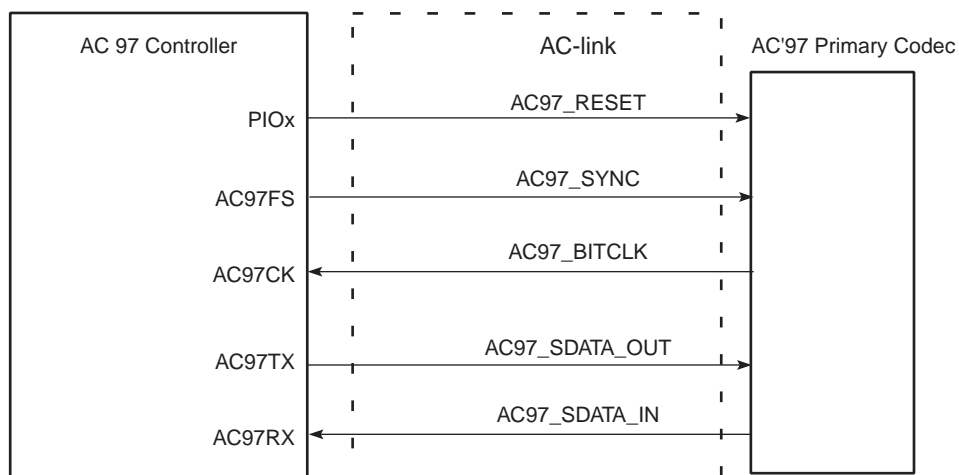 AC 97 Controller
AC-link
AC'97 Primary Codec
PIOx
AC97_RESET
AC97FS
AC97_SYNC
AC97CK
AC97_BITCLK
AC97TX
AC97_SDATA_OUT
AC97RX
AC97_SDATA_IN